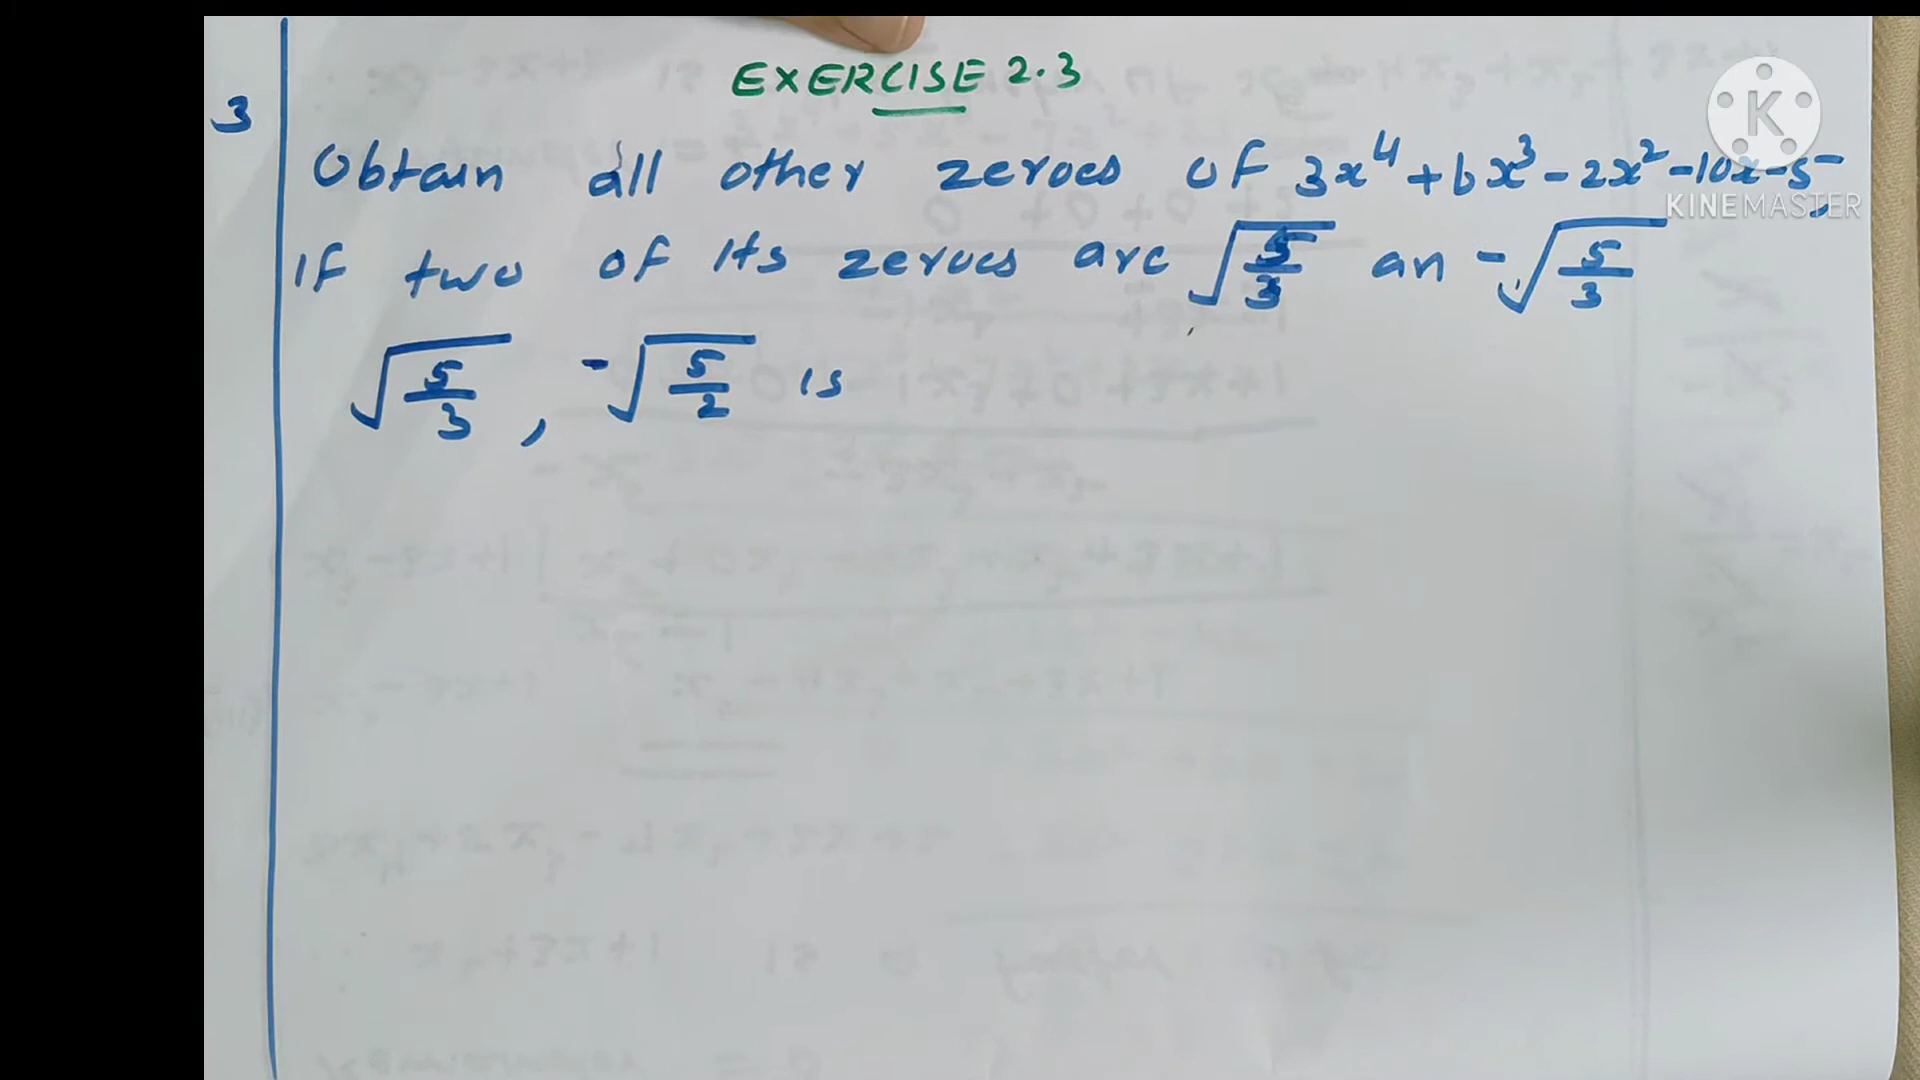 EXERCISE 2.3
3
Obtain all other zeroes of 3x⁴+6x³-2x²-10x-5,
KINEMASTER
If two of its zeroes are √5/3 an -√5/3
√5/3 , -√5/2 is